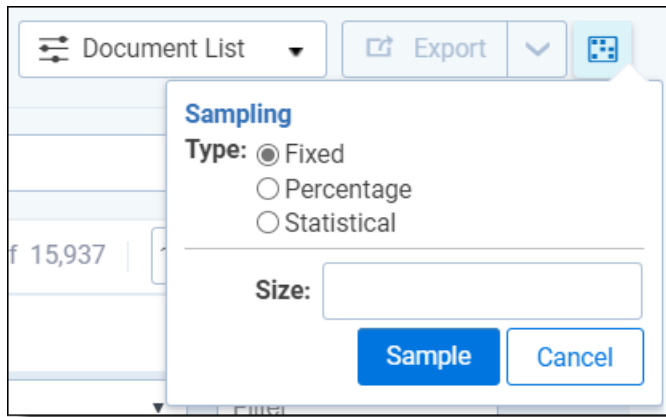 Document List Export
Sampling
Type: Fixed
Percentage
Statistical
f 15,937
Size:
Sample Cancel